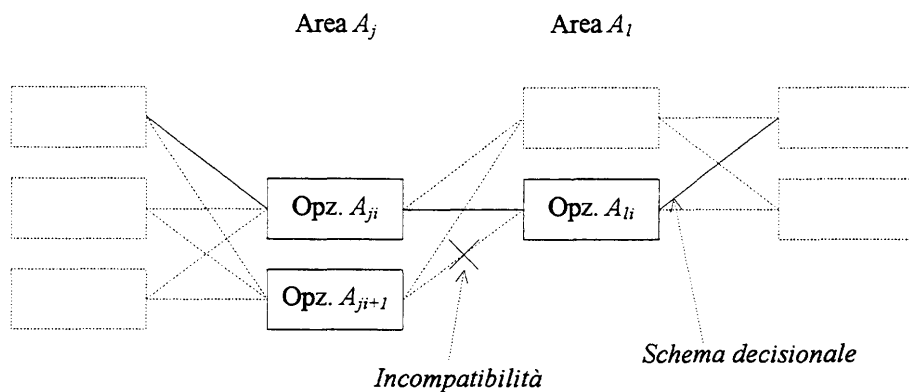 Area A_j
Area A_l
Opz. A_ji
Opz. A_li
Opz. A_ji+1
Schema decisionale
Incompatibilità